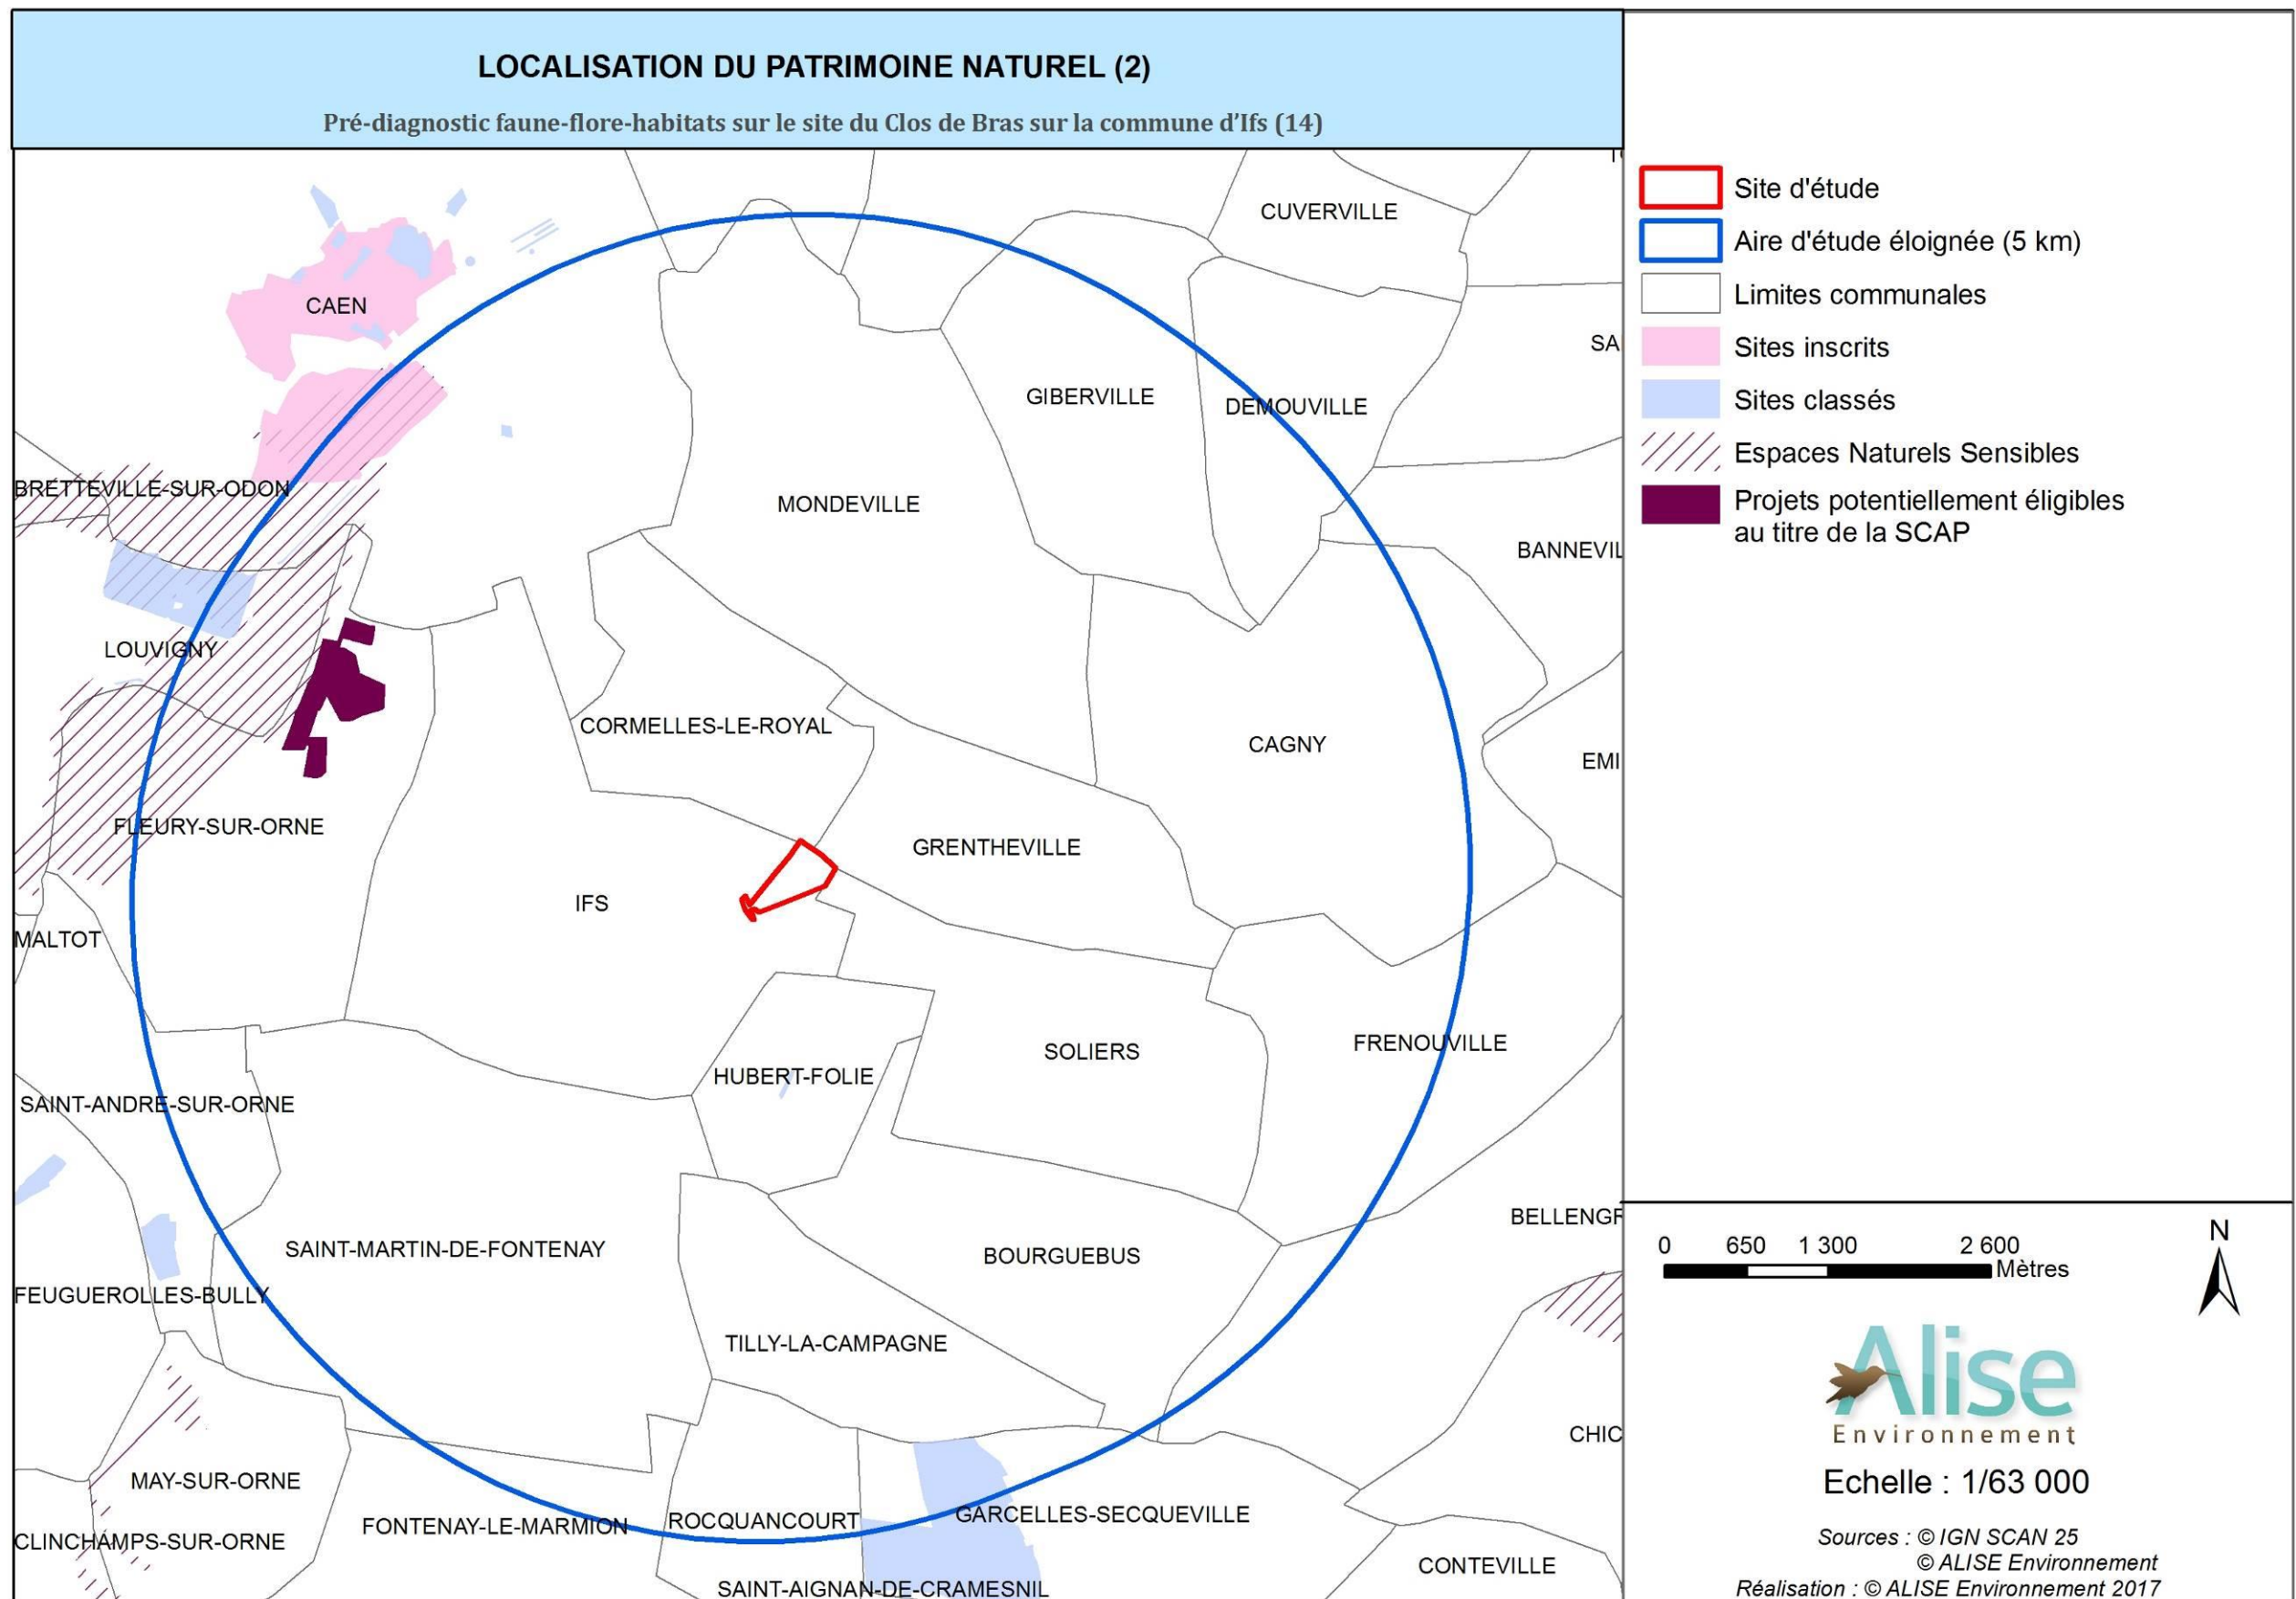 LOCALISATION DU PATRIMOINE NATUREL (2)
Pré-diagnostic faune-flore-habitats sur le site du Clos de Bras sur la commune d'Ifs (14)
CUVERVILLE
CAEN
SA
GIBERVILLE
DEMOUVILLE
BRETTEVILLE-SUR-ODON
MONDEVILLE
BANNEVIL
LOUVIGNY
CORMELLES-LE-ROYAL
CAGNY
EMI
FLEURY-SUR-ORNE
GRENTHEVILLE
IFS
MALTOT
SOLIERS
FRENOUVILLE
HUBERT-FOLIE
SAINT-ANDRE-SUR-ORNE
BELLENGR
SAINT-MARTIN-DE-FONTENAY
BOURGUEBUS
FEUGUEROLLES-BULLY
TILLY-LA-CAMPAGNE
CHIC
MAY-SUR-ORNE
GARCELLES-SECQUEVILLE
ROCQUANCOURT
FONTENAY-LE-MARMION
CLINCHAMPS-SUR-ORNE
CONTEVILLE
SAINT-AIGNAN-DE-CRAMESNIL
Site d'étude
Aire d'étude éloignée (5 km)
Limites communales
Sites inscrits
Sites classés
Espaces Naturels Sensibles
Projets potentiellement éligibles
au titre de la SCAP
0 650 1 300 2 600
Mètres
N
Alise
Environnement
Echelle : 1/63 000
Sources : © IGN SCAN 25
© ALISE Environnement
Réalisation : © ALISE Environnement 2017